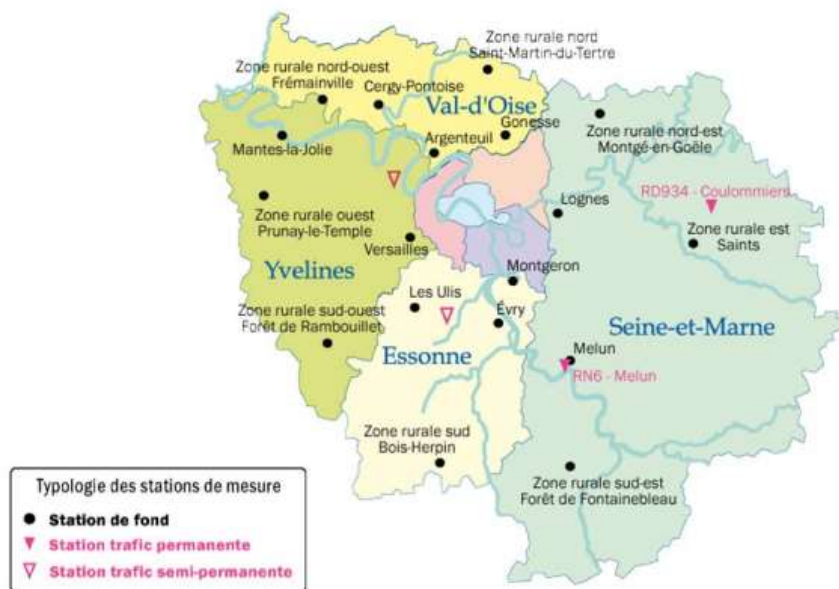 Zone rurale nord
Saint-Martin-du-Tertre
Zone rurale nord-ouest
Frémainville
Cergy-Pontoise
Val-d'Oise
Gonesse
Argenteuil
Mantes-la-Jolie
Zone rurale nord-est
Montgé-en-Goële
RD934 - Coulommiers
Lognes
Zone rurale ouest
Prunay-le-Temple
Versailles
Zone rurale est
Saints
Yvelines
Montgeron
Les Ulis
Évry
Zone rurale sud-ouest
Forêt de Rambouillet
Seine-et-Marne
Essonne
Melun
RN6 - Melun
Zone rurale sud
Bois-Herpin
Zone rurale sud-est
Forêt de Fontainebleau
Typologie des stations de mesure
Station de fond
Station trafic permanente
Station trafic semi-permanente